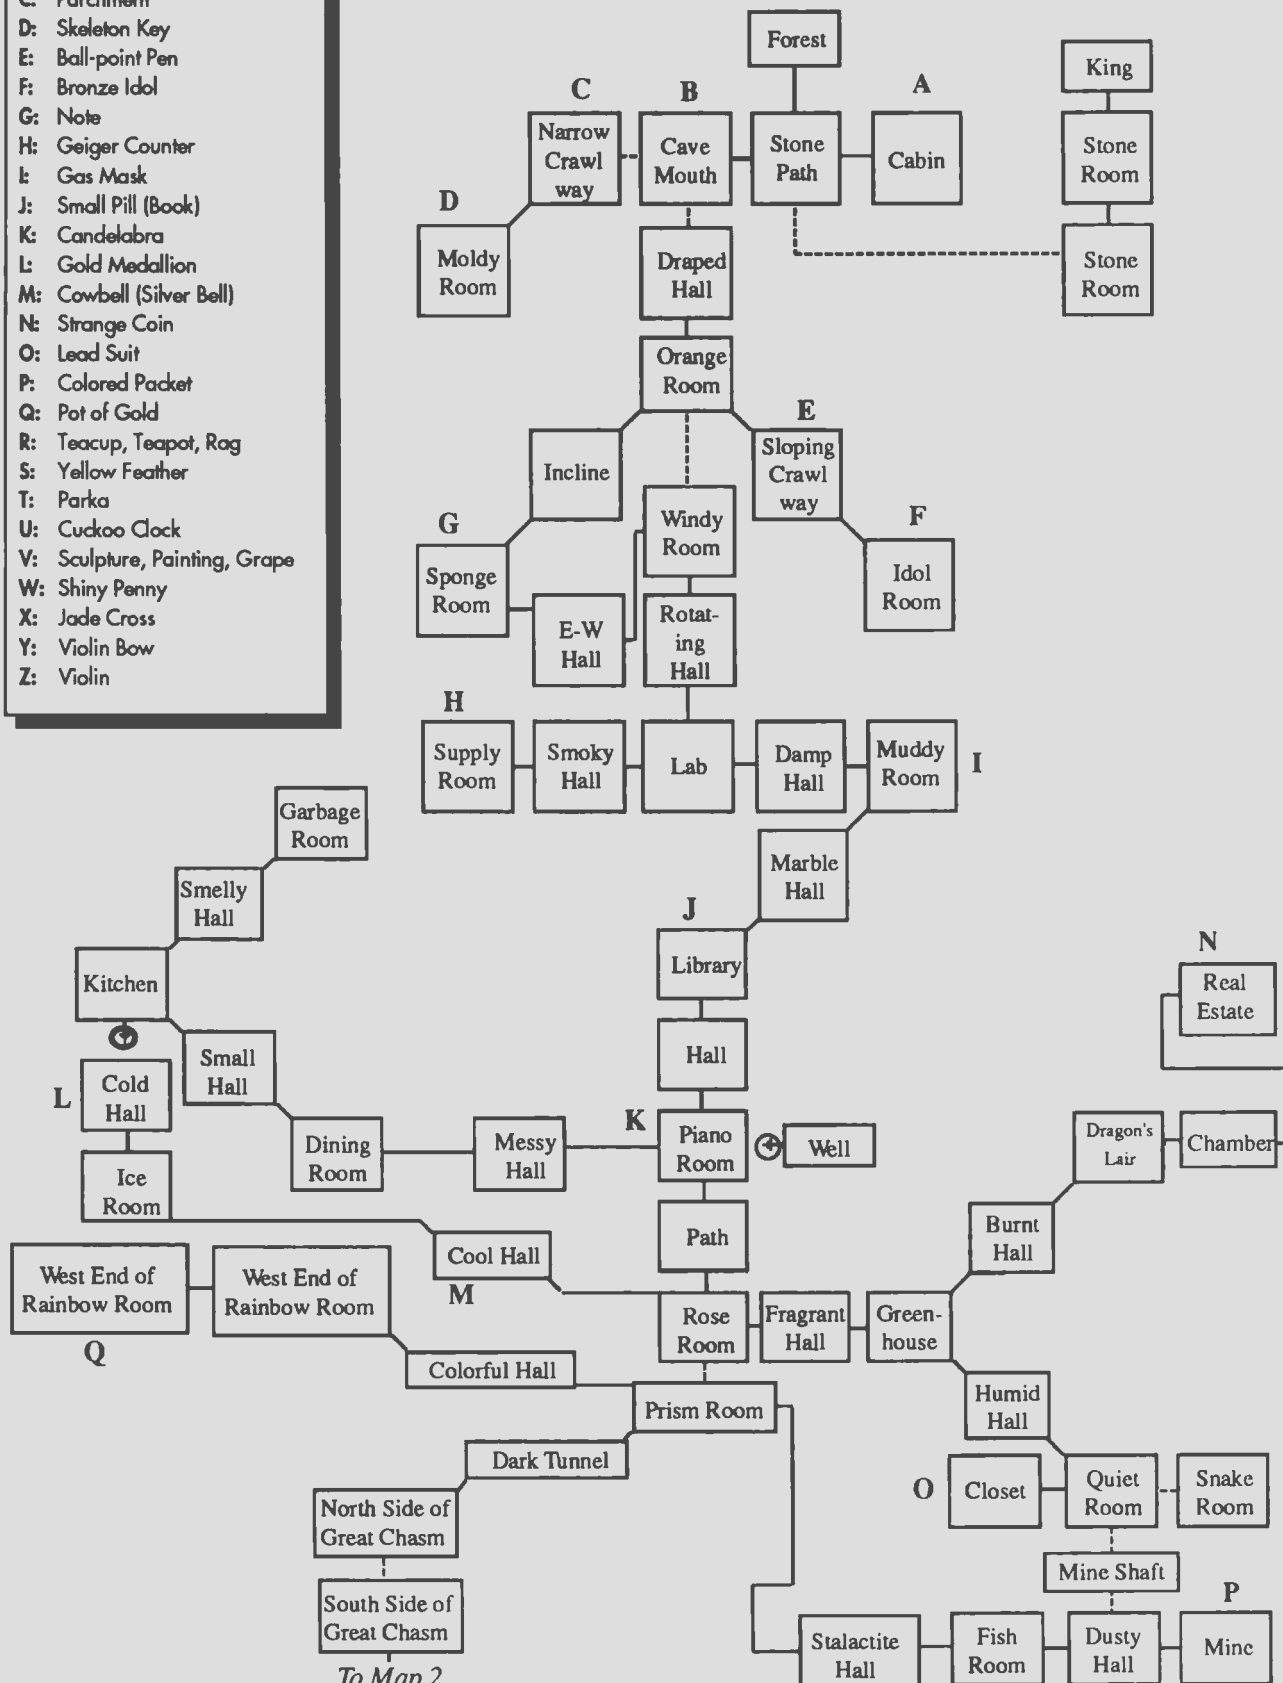 C: Parchment
D: Skeleton Key
E: Ball-point Pen
F: Bronze Idol
G: Note
H: Geiger Counter
I: Gas Mask
J: Small Pill (Book)
K: Candelabra
L: Gold Medallion
M: Cowbell (Silver Bell)
N: Strange Coin
O: Lead Suit
P: Colored Packet
Q: Pot of Gold
R: Teacup, Teapot, Rag
S: Yellow Feather
T: Parka
U: Cuckoo Clock
V: Sculpture, Painting, Grape
W: Shiny Penny
X: Jade Cross
Y: Violin Bow
Z: Violin
Forest
King
C
B
A
Narrow
Crawl
way
Cave
Mouth
Stone
Path
Cabin
Stone
Room
D
Moldy
Room
Draped
Hall
Stone
Room
Orange
Room
E
Incline
Sloping
Crawl
way
G
Windy
Room
F
Sponge
Room
Idol
Room
E-W
Hall
Rotat-
ing
Hall
H
Supply
Room
Smoky
Hall
Lab
Damp
Hall
Muddy
Room
I
Garbage
Room
Smelly
Hall
Marble
Hall
J
Kitchen
Library
N
Real
Estate
Small
Hall
Hall
L
Cold
Hall
K
Dining
Room
Messy
Hall
Piano
Room
Well
Dragon's
Lair
Chamber
Ice
Room
Path
Burnt
Hall
Cool Hall
M
West End of
Rainbow Room
West End of
Rainbow Room
Q
Rose
Room
Fragrant
Hall
Green-
house
Colorful Hall
Prism Room
Humid
Hall
Dark Tunnel
O
Closet
Quiet
Room
Snake
Room
North Side of
Great Chasm
Mine Shaft
P
South Side of
Great Chasm
Stalactite
Hall
Fish
Room
Dusty
Hall
Mine
To Map 2